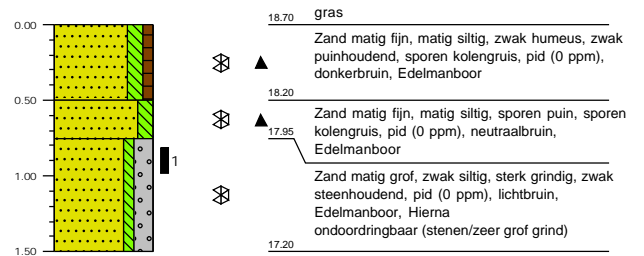 gras
0.00
18.70
Zand matig fijn, matig siltig, zwak humeus, zwak
puinhoudend, sporen kolengruis, pid (0 ppm),
donkerbruin, Edelmanboor
0.50
18.20
Zand matig fijn, matig siltig, sporen puin, sporen
kolengruis, pid (0 ppm), neutraalbruin,
Edelmanboor
17.95
1
1.00
Zand matig grof, zwak siltig, sterk grindig, zwak
steenhoudend, pid (0 ppm), lichtbruin,
Edelmanboor, Hierna
ondoordringbaar (stenen/zeer grof grind)
1.50
17.20